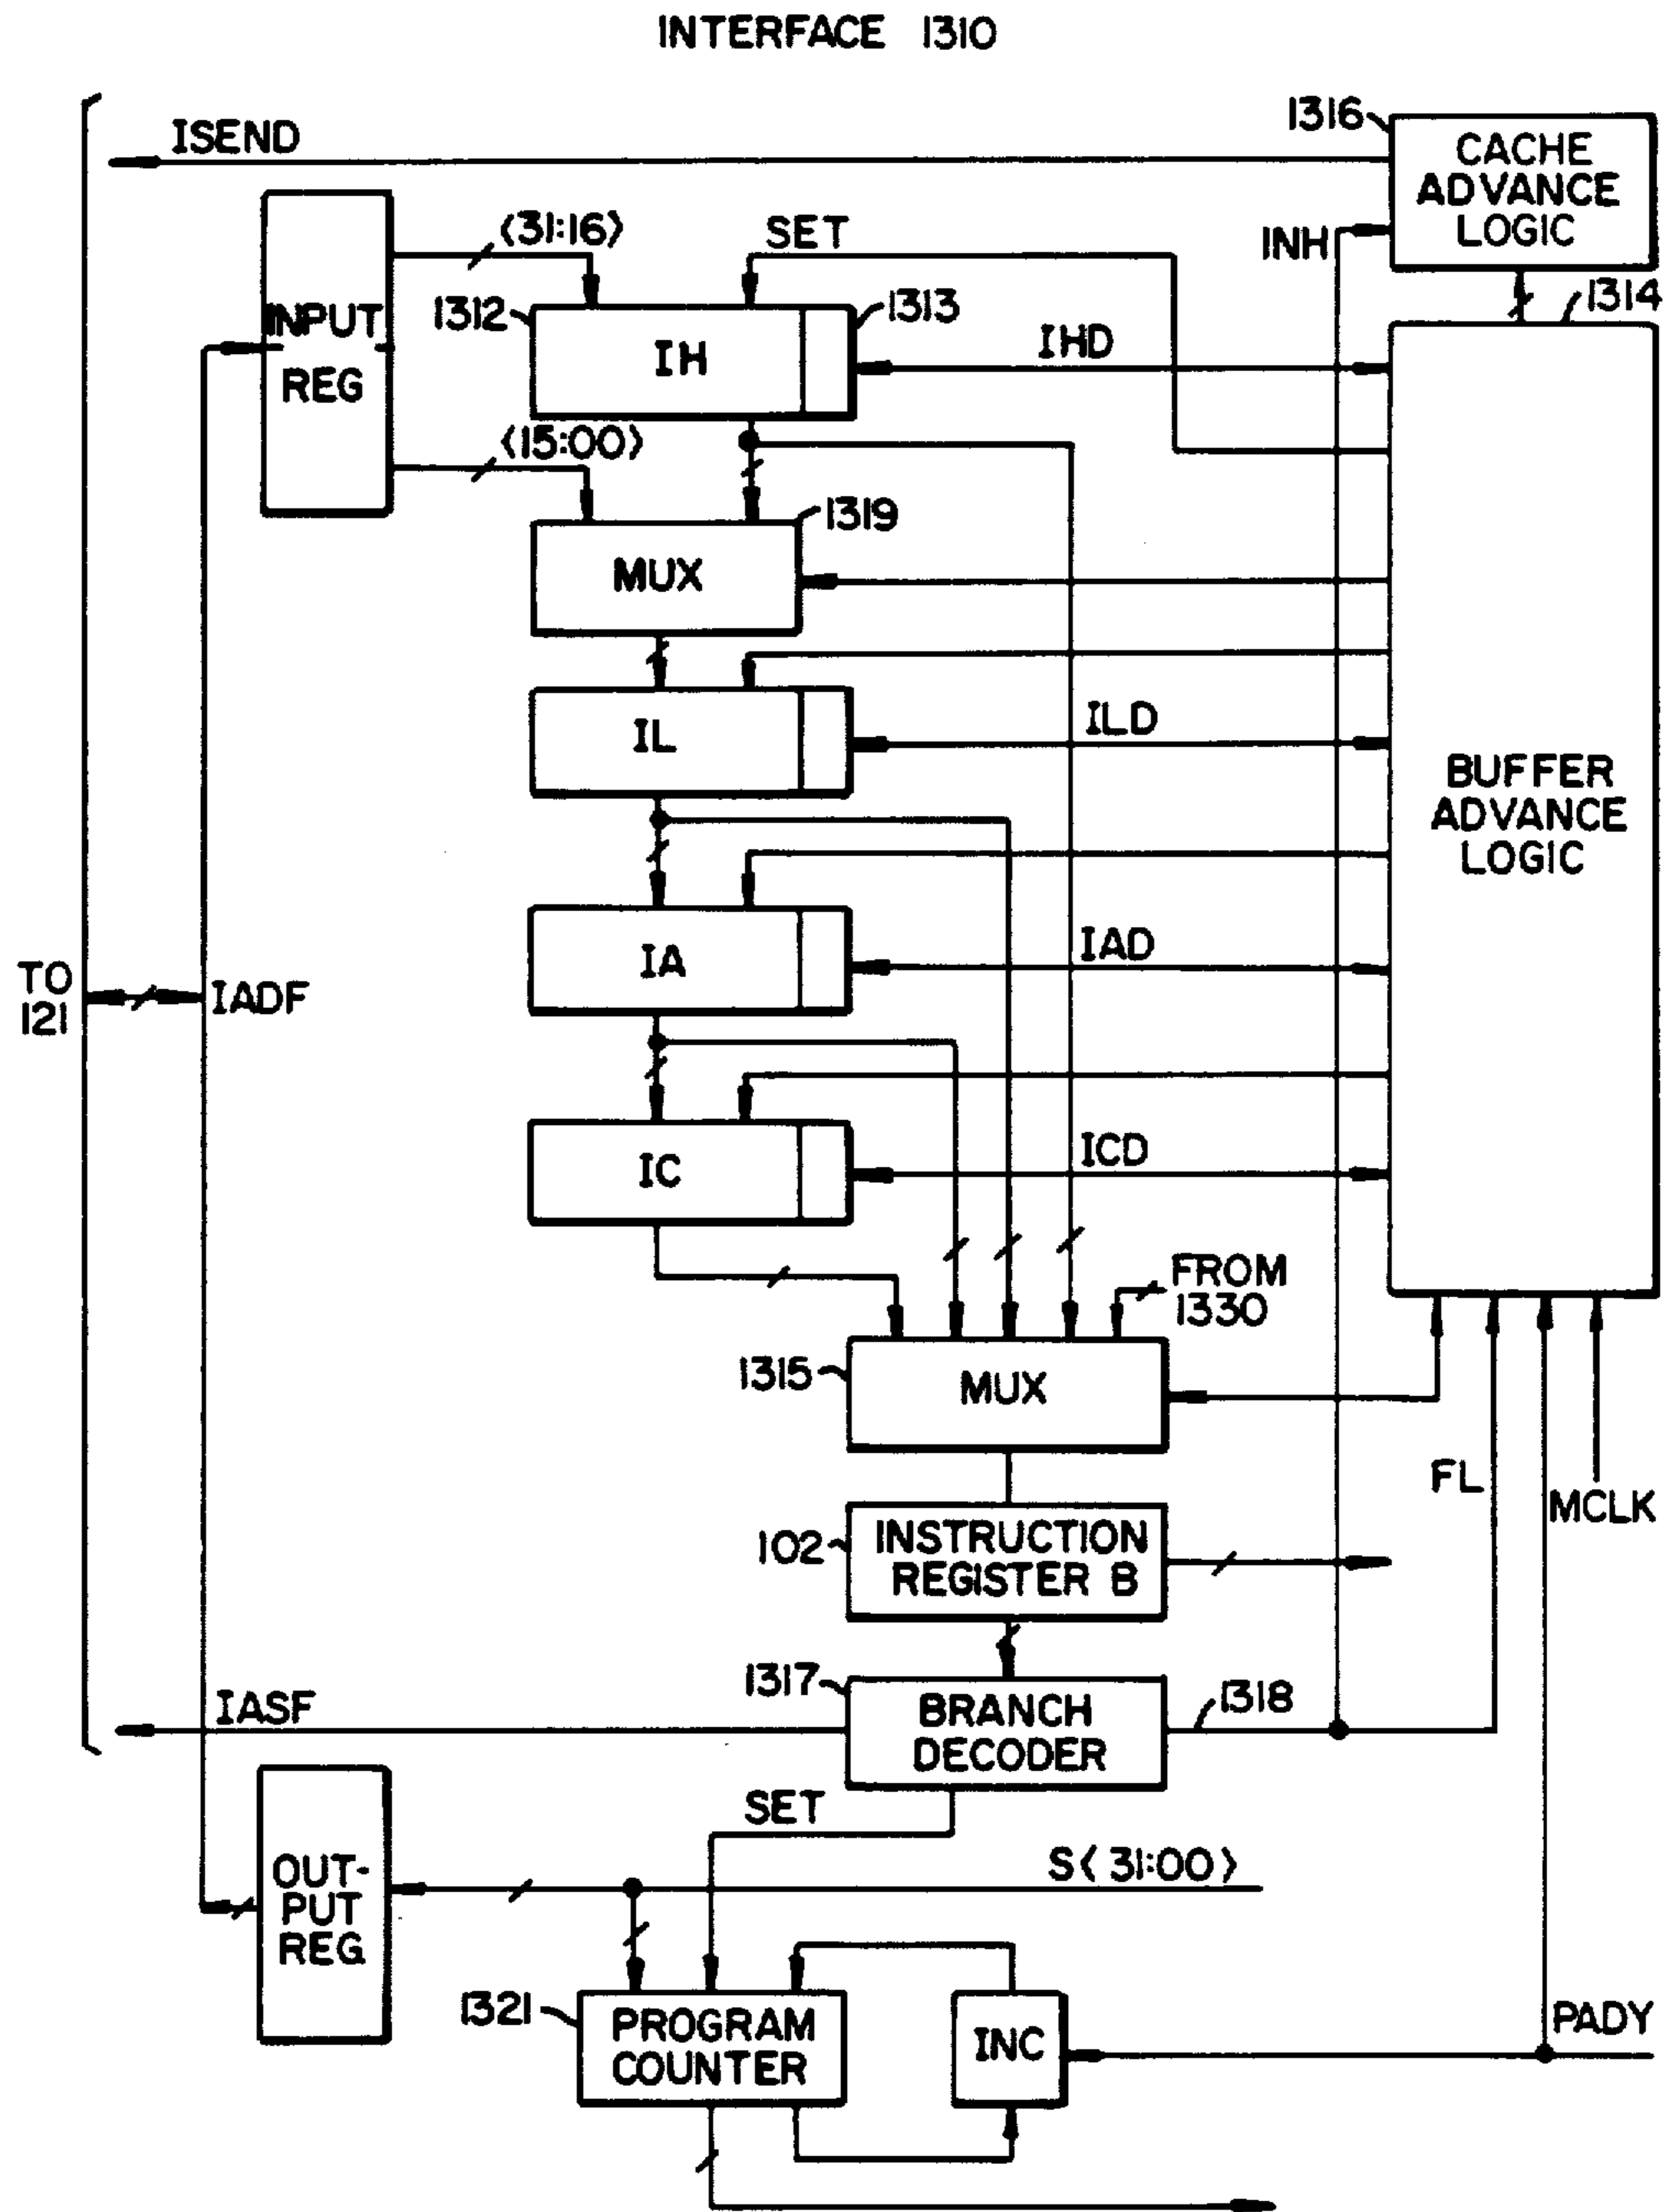 INTERFACE 1310
ISEND
1316
CACHE
ADVANCE
LOGIC
<31:16>
SET
INH
INPUT
REG
1312
IH
1313
IHD
1314
<15:00>
1319
MUX
IL
ILD
BUFFER
ADVANCE
LOGIC
IA
IAD
TO
121
IADF
IC
ICD
FROM
1330
1315
MUX
FL
MCLK
102
INSTRUCTION
REGISTER B
1317
BRANCH
DECODER
1318
IASF
SET
OUT-
PUT
REG.
S<31:00>
1321
PROGRAM
COUNTER
INC
PADY